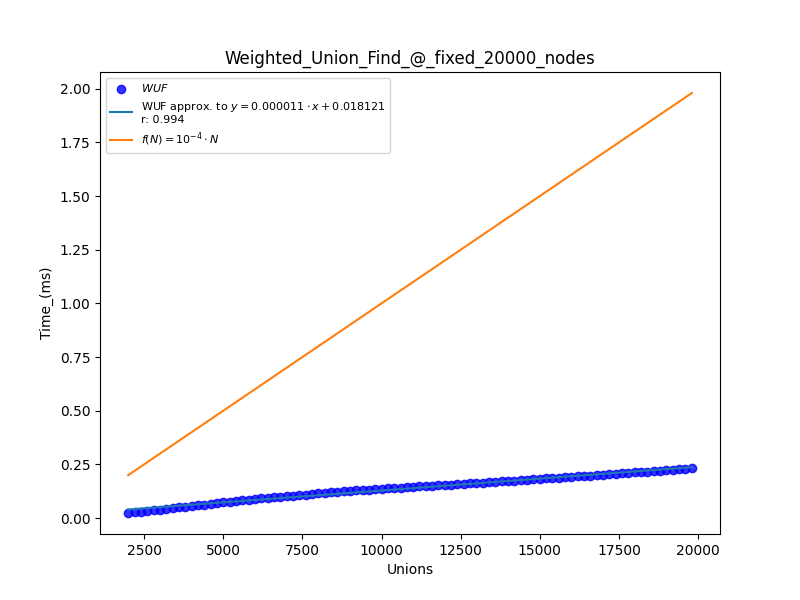 Weighted_Union_Find_@_fixed_20000_nodes
WUF
WUF approx. to y = 0.000011 · x + 0.018121
r: 0.994
f(N) = 10⁻⁴ · N
2.00
1.75
1.50
1.25
1.00
0.75
0.50
0.25
0.00
Time_(ms)
2500 5000 7500 10000 12500 15000 17500 20000
Unions